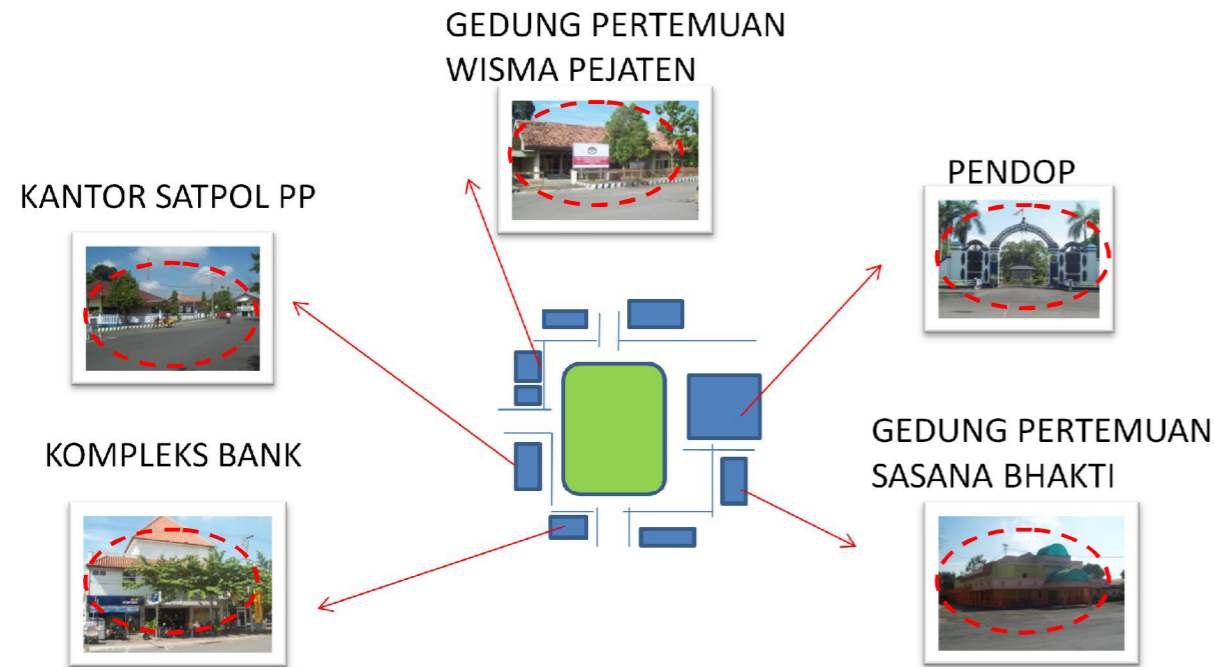 GEDUNG PERTEMUAN
WISMA PEJATEN
PENDOP
KANTOR SATPOL PP
GEDUNG PERTEMUAN
SASANA BHAKTI
KOMPLEKS BANK